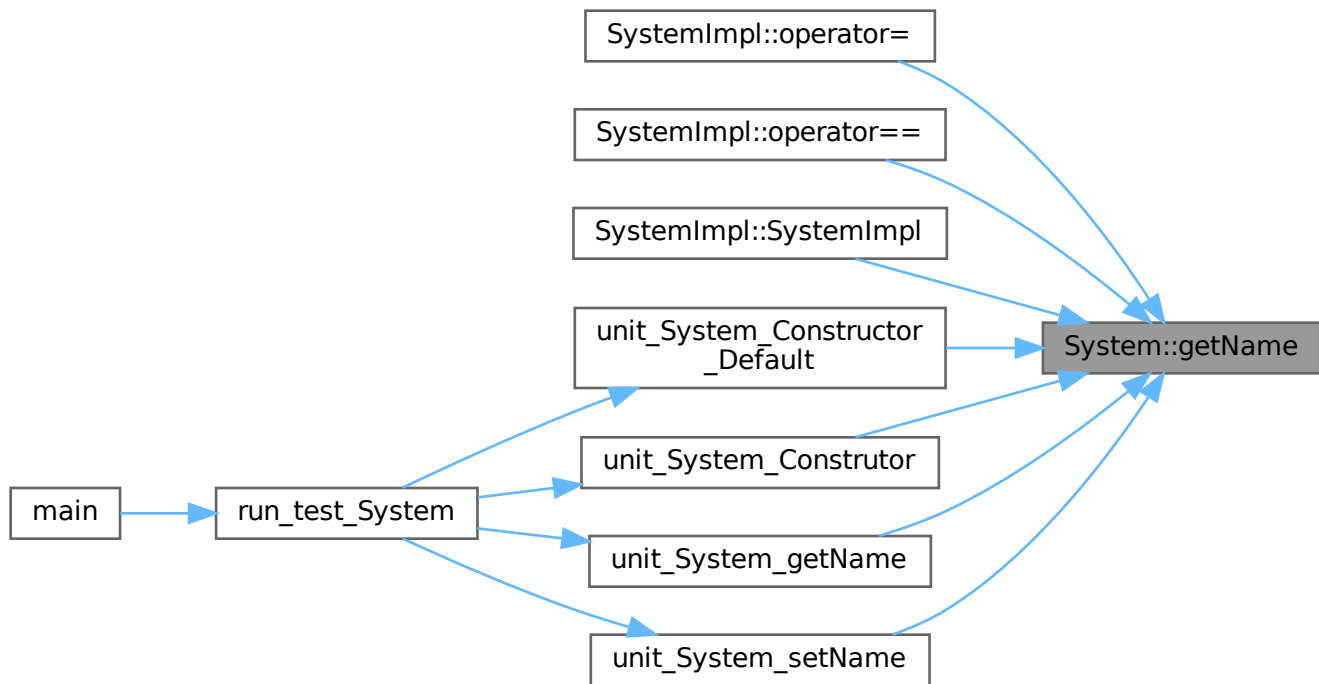 SystemImpl::operator=
SystemImpl::operator==
SystemImpl::SystemImpl
unit_System_Constructor
_Default
System::getName
unit_System_Construtor
main
run_test_System
unit_System_getName
unit_System_setName